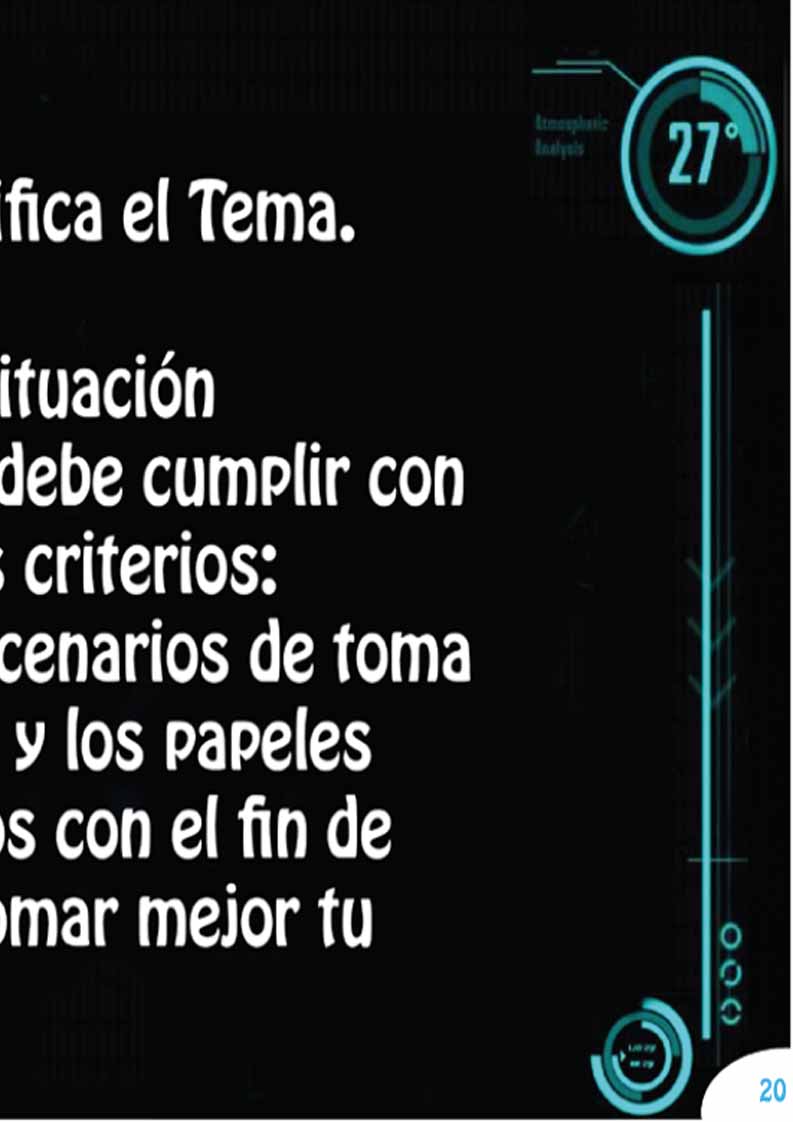 Atmospheric
Analysis
27°
ifica el Tema.
ituación
debe cumplir con
s criterios:
cenarios de toma
y los papeles
os con el fin de
omar mejor tu
20